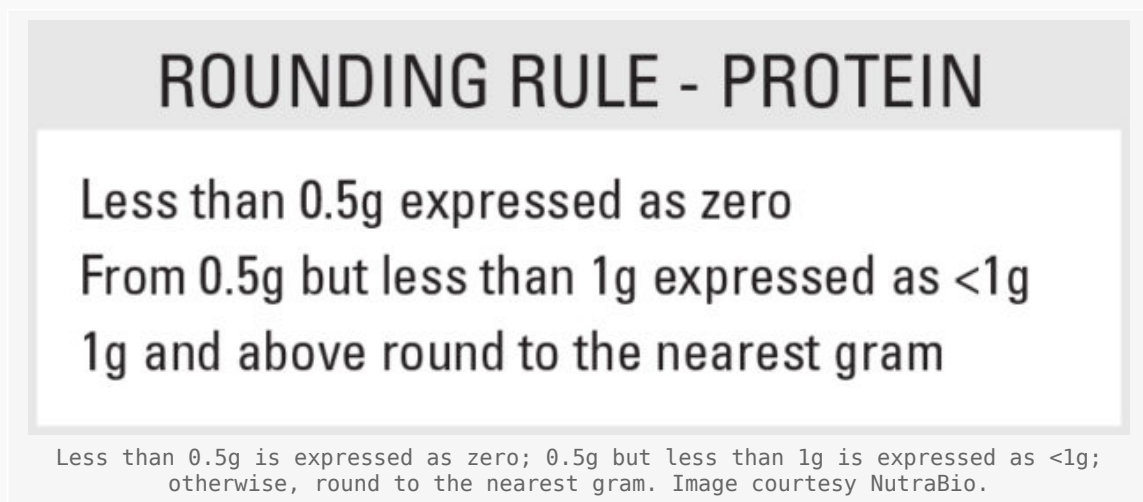 ROUNDING RULE - PROTEIN
Less than 0.5g expressed as zero
From 0.5g but less than 1g expressed as <1g
1g and above round to the nearest gram
Less than 0.5g is expressed as zero; 0.5g but less than 1g is expressed as <1g;
otherwise, round to the nearest gram. Image courtesy NutraBio.